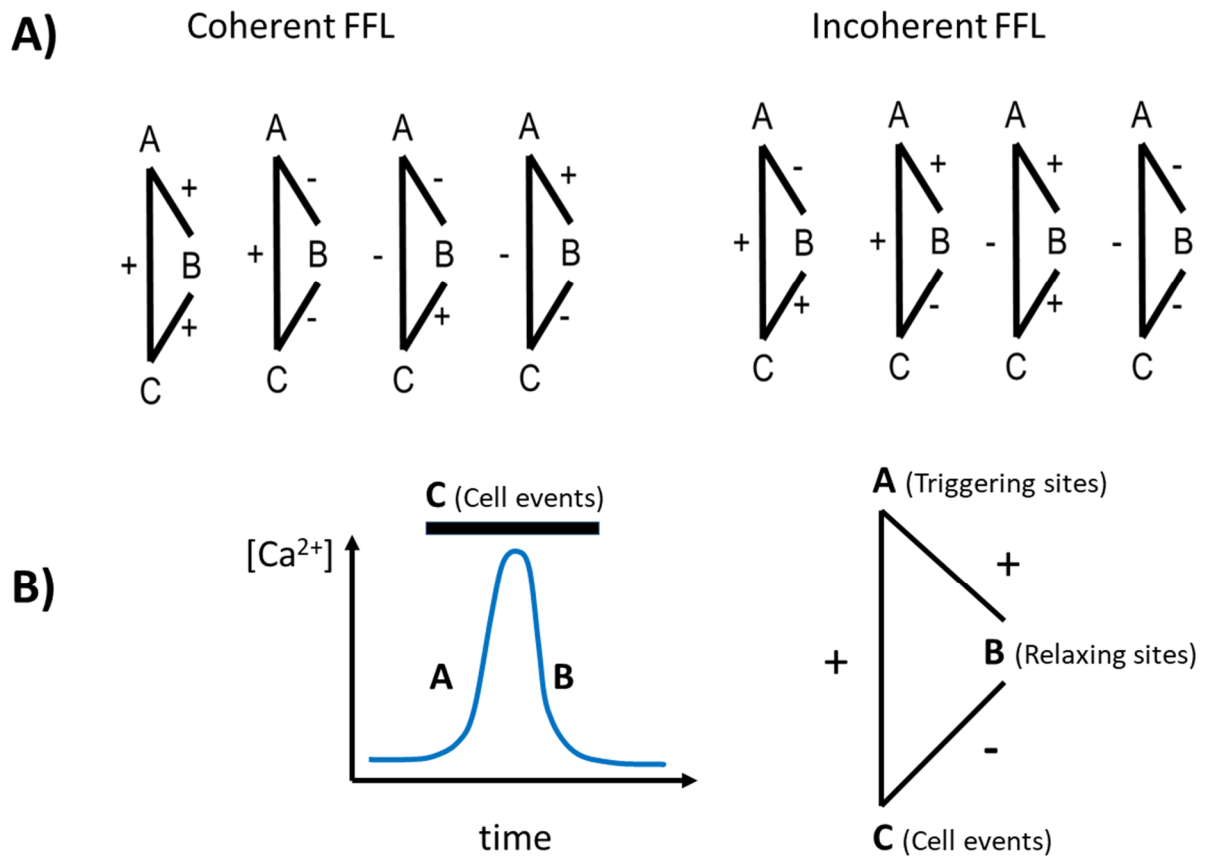 A)
Coherent FFL
Incoherent FFL
A A A A A A A A
+ - - + - + + -
+ B + B - B - B + B + B - B - B
+ - + - + - + -
C C C C C C C C
B)
C (Cell events)
[Ca²⁺]
A B
time
A (Triggering sites)
+
+
B (Relaxing sites)
-
C (Cell events)